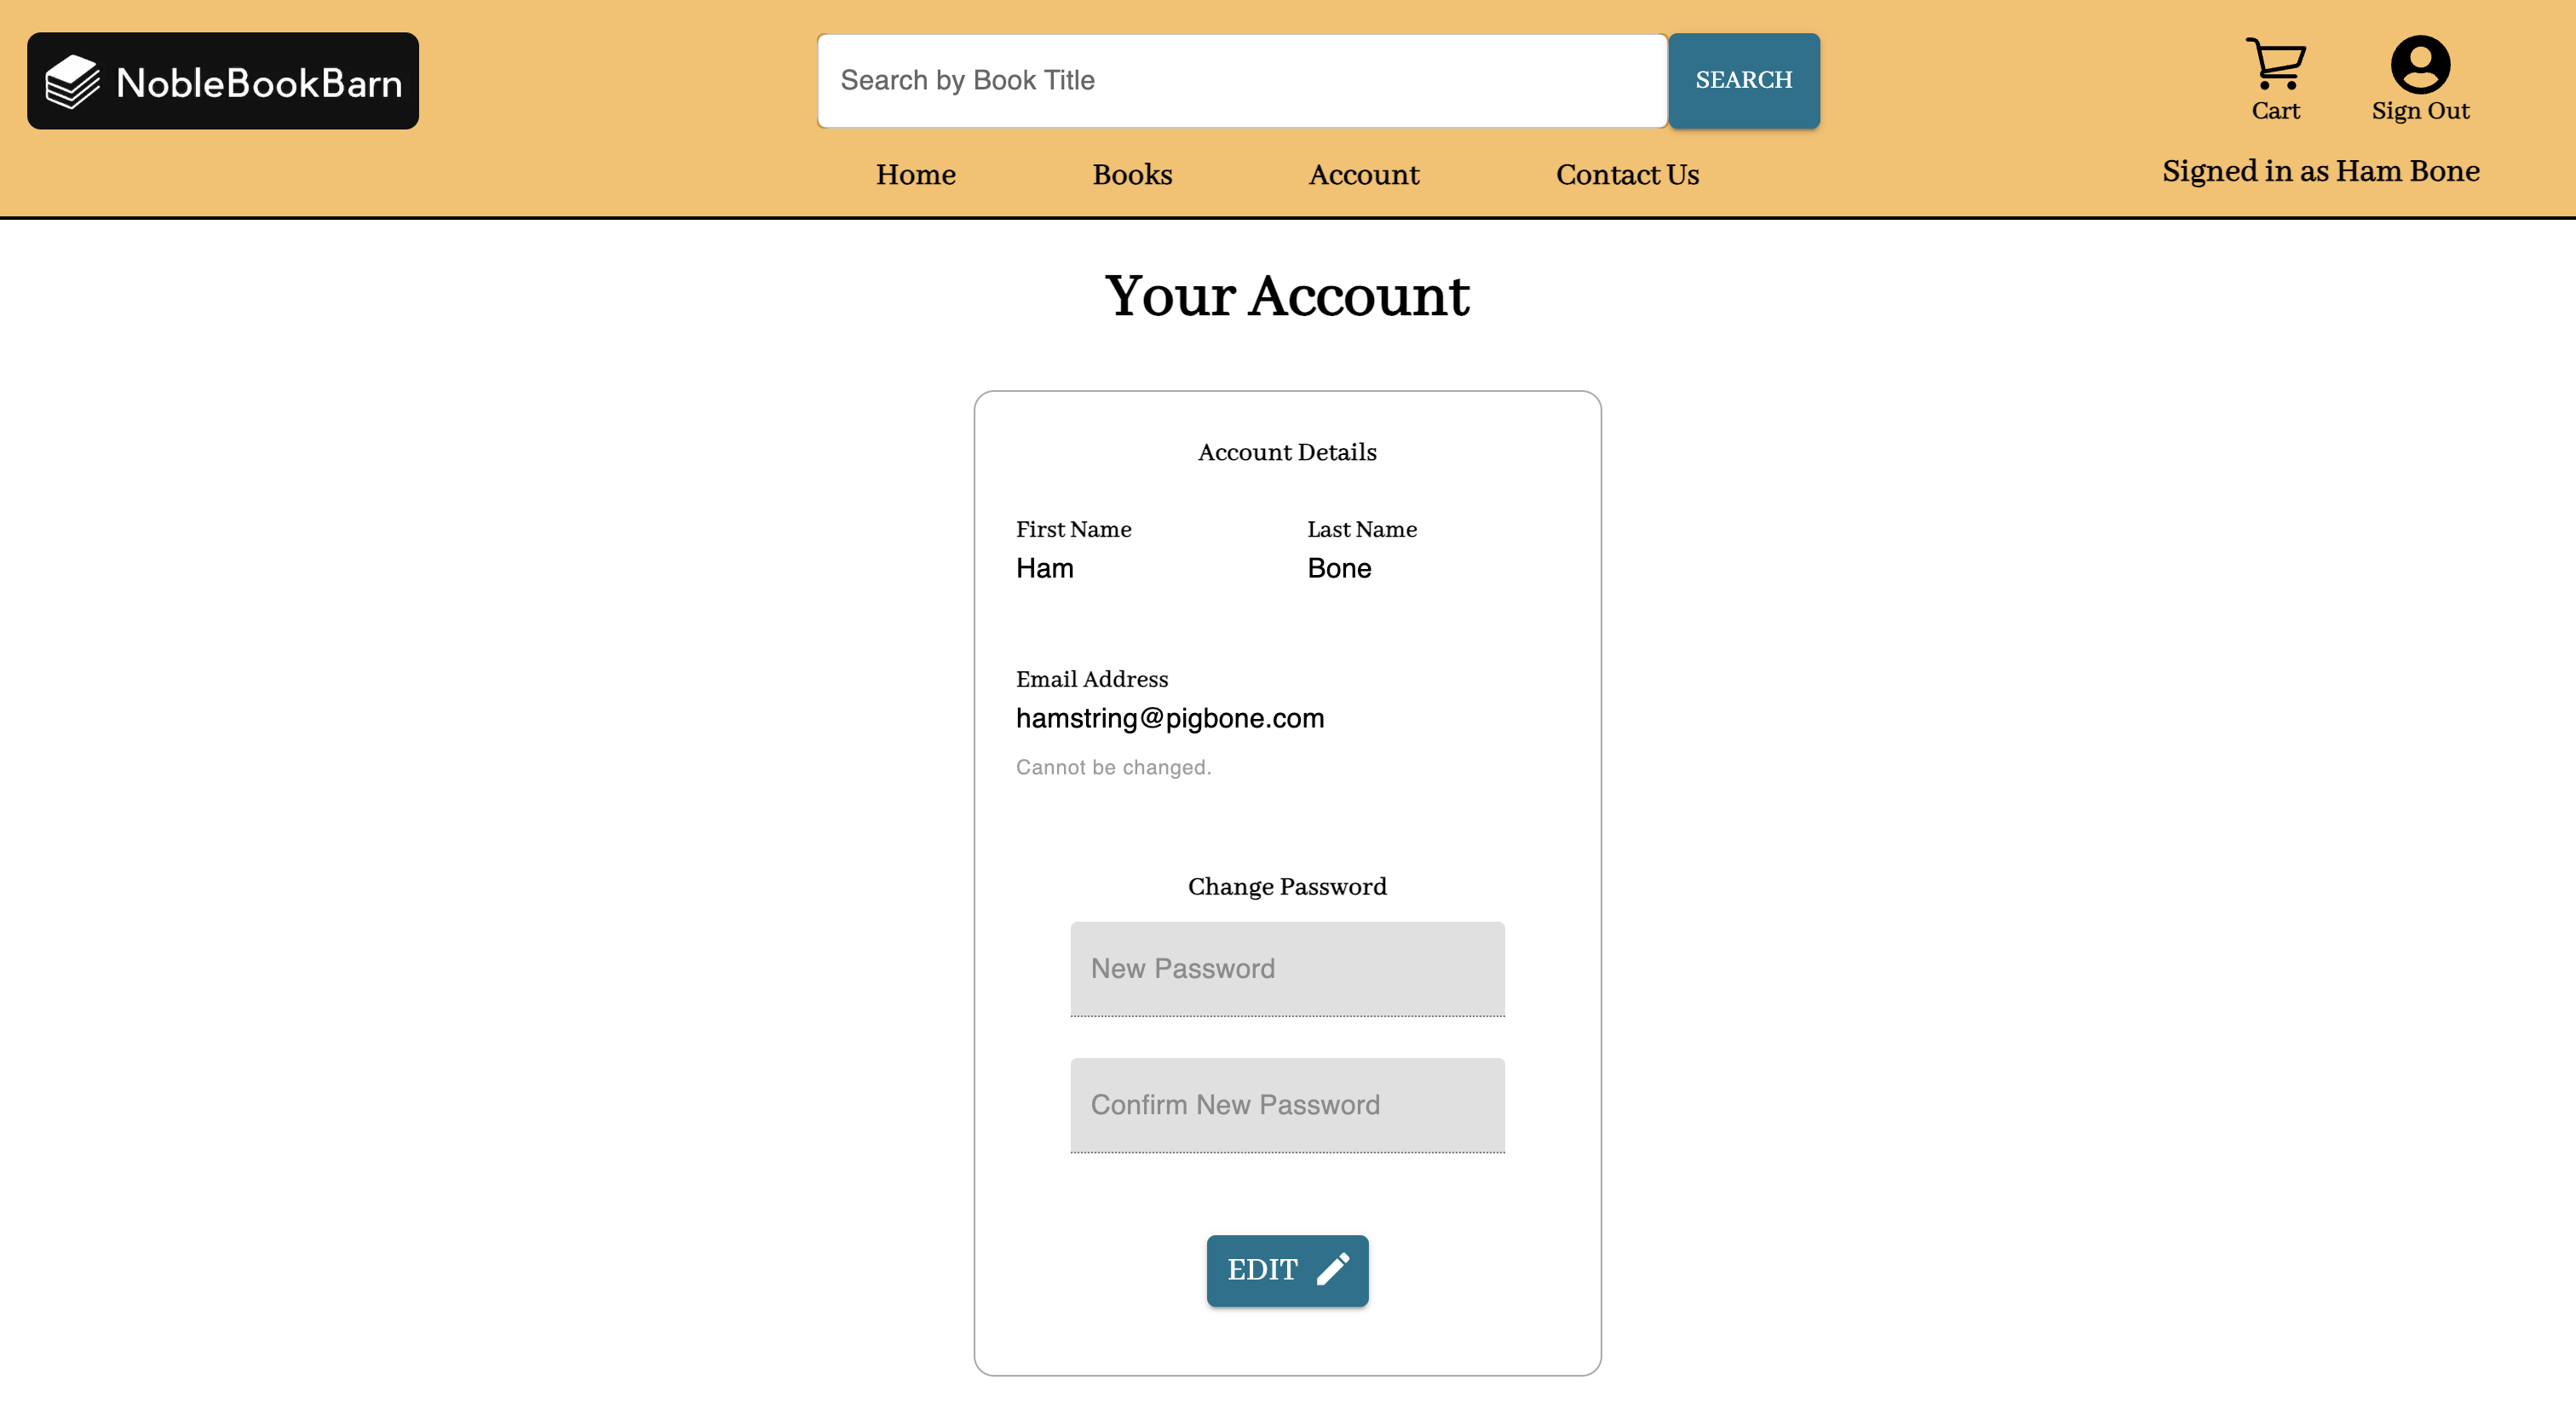 NobleBookBarn
Search by Book Title
SEARCH
Cart
Sign Out
Home
Books
Account
Contact Us
Signed in as Ham Bone
Your Account
Account Details
First Name
Last Name
Ham
Bone
Email Address
hamstring@pigbone.com
Cannot be changed.
Change Password
New Password
Confirm New Password
EDIT